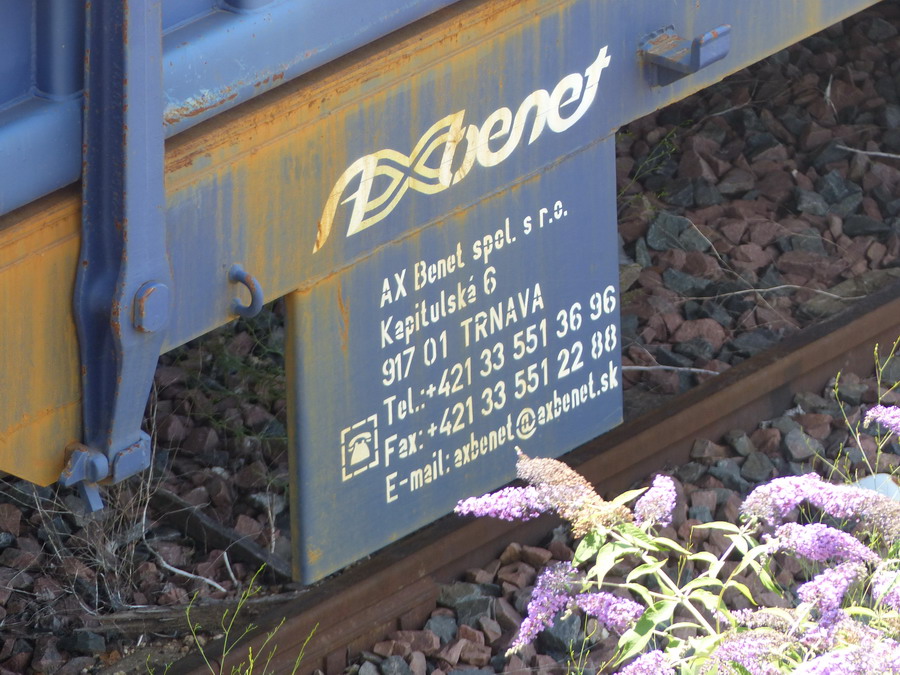 AXbenet
AX Benet spol. s r.o.
Kapitulská 6
917 01 TRNAVA
Tel.:+421 33 551 36 96
Fax:+421 33 551 22 88
E-mail: axbenet@axbenet.sk